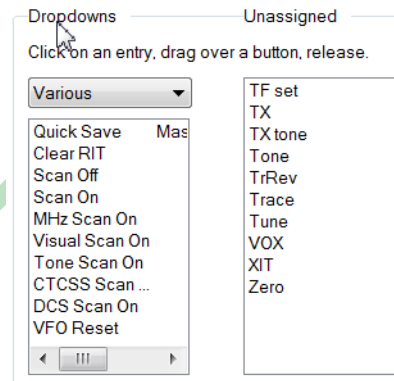 Dropdowns
Unassigned
Click on an entry, drag over a button, release.
Various
Quick Save Mas
Clear RIT
Scan Off
Scan On
MHz Scan On
Visual Scan On
Tone Scan On
CTCSS Scan ...
DCS Scan On
VFO Reset
TF set
TX
TX tone
Tone
TrRev
Trace
Tune
VOX
XIT
Zero